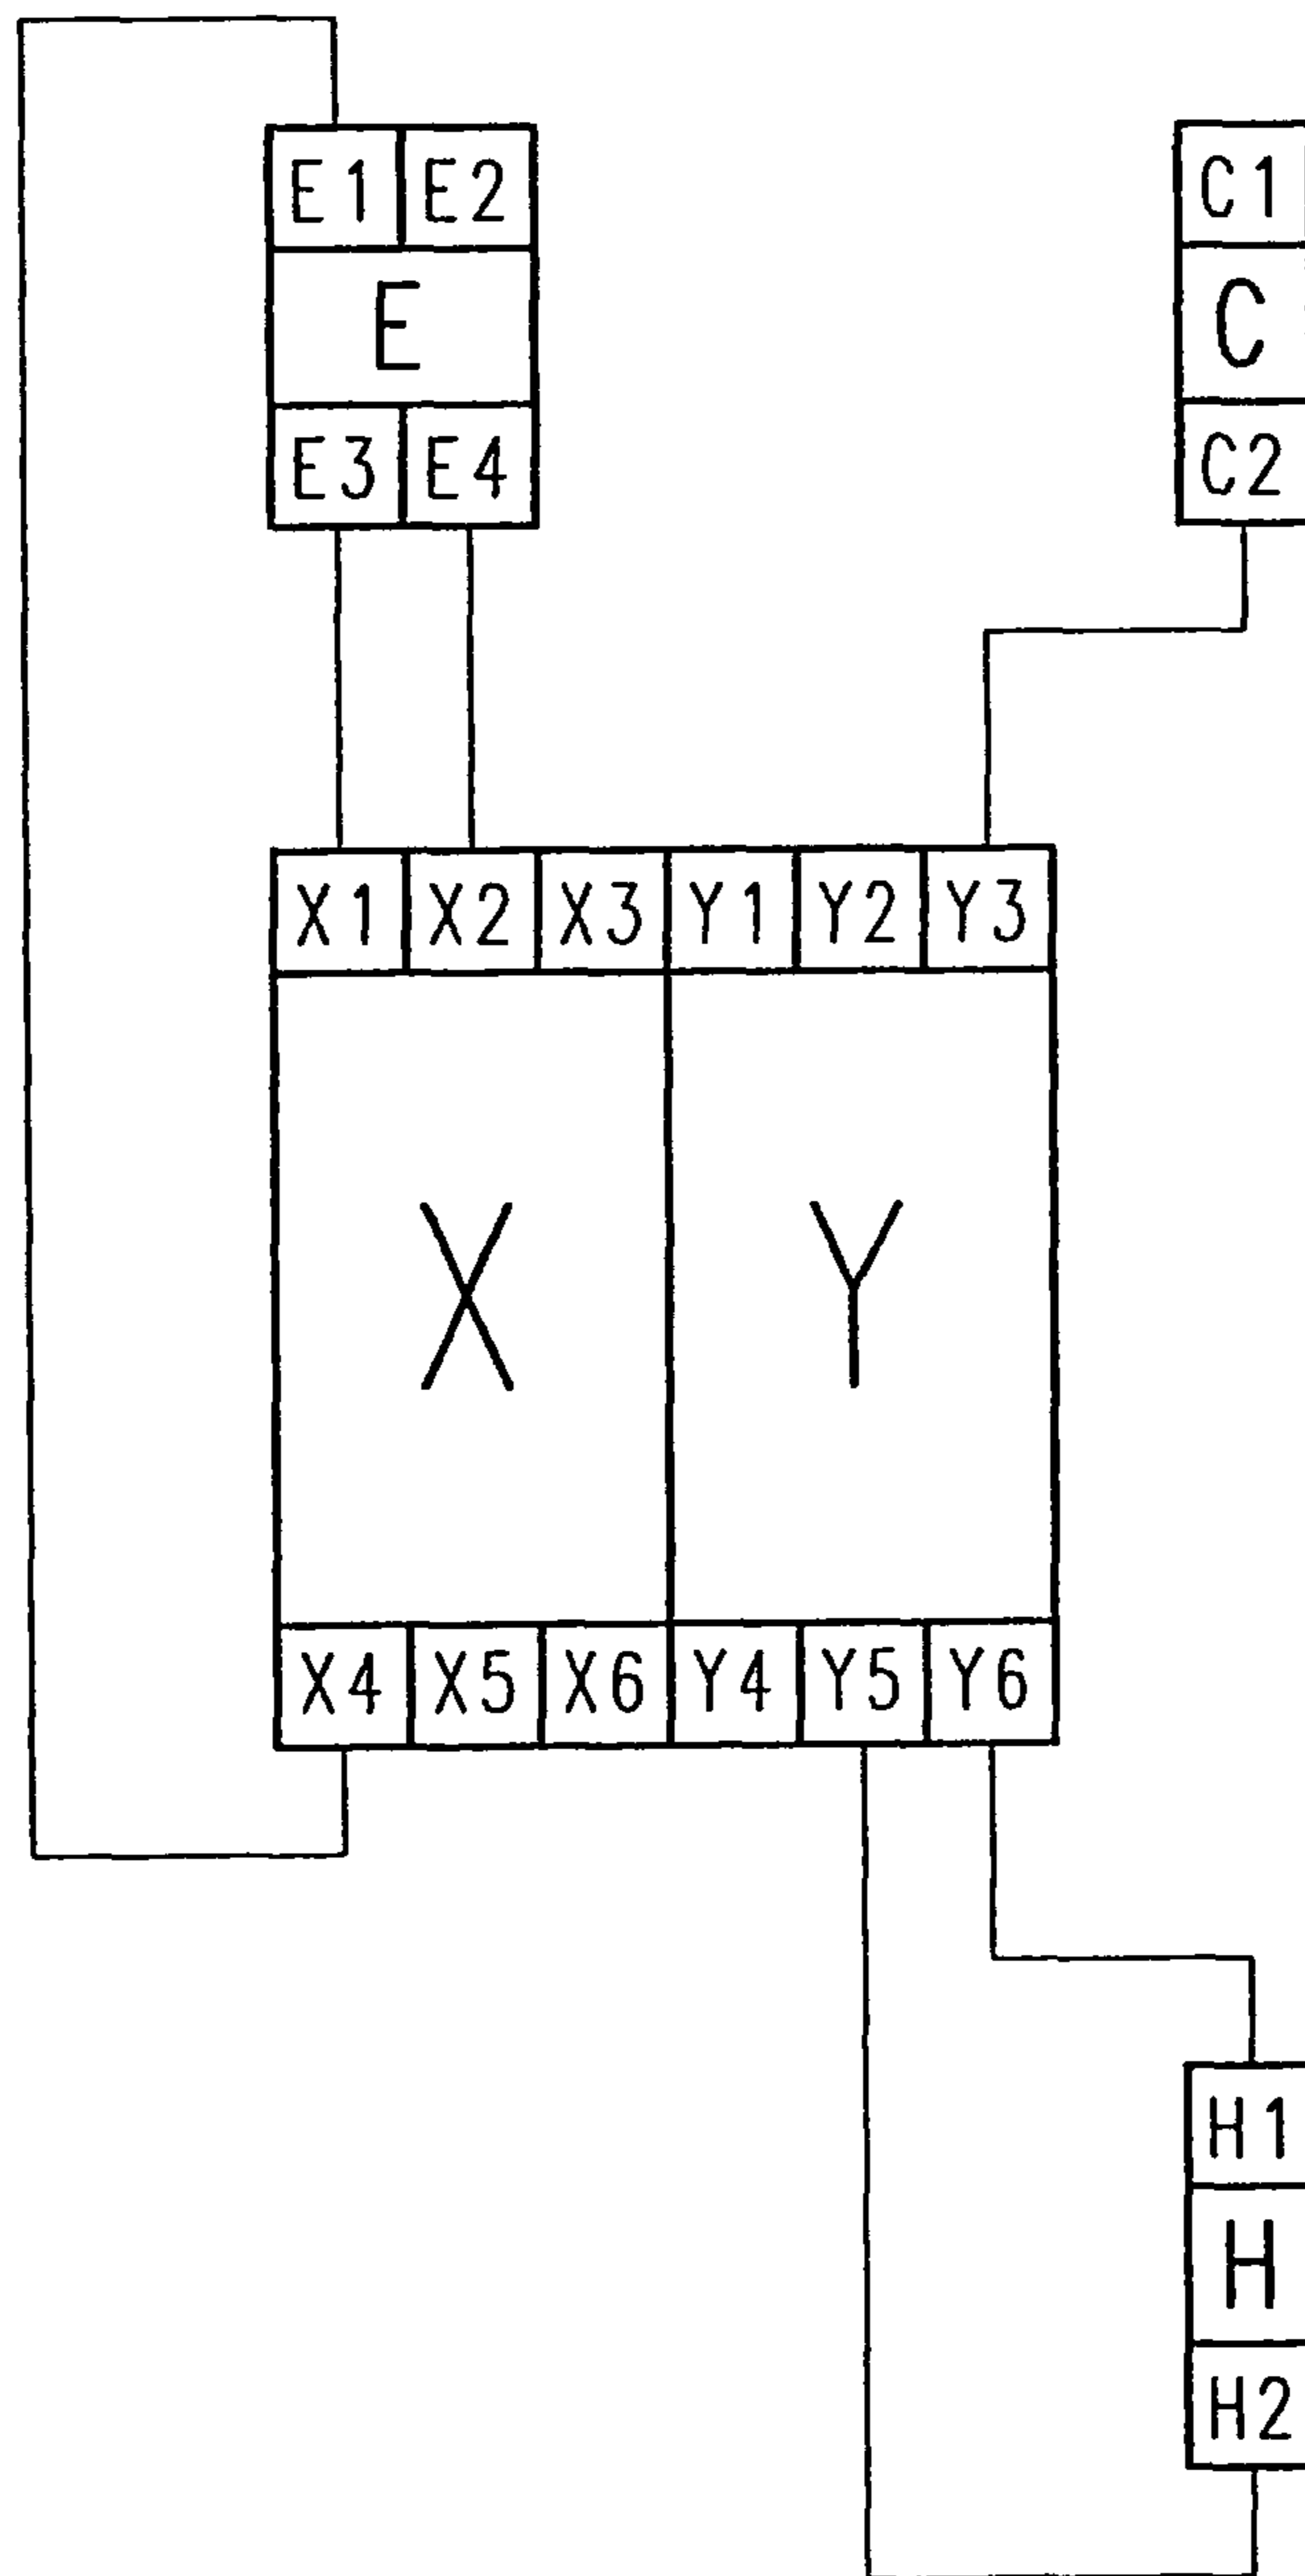 E1 E2
E
E3 E4
C1
C
C2
X1 X2 X3 Y1 Y2 Y3
X Y
X4 X5 X6 Y4 Y5 Y6
H1
H
H2